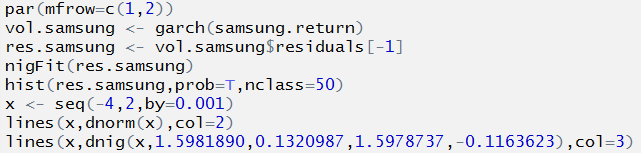 par(mfrow=c(1,2))
vol.samsung <- garch(samsung.return)
res.samsung <- vol.samsung$residuals[-1]
nigFit(res.samsung)
hist(res.samsung,prob=T,nclass=50)
x <- seq(-4,2,by=0.001)
lines(x,dnorm(x),col=2)
lines(x,dnig(x,1.5981890,0.1320987,1.5978737,-0.1163623),col=3)